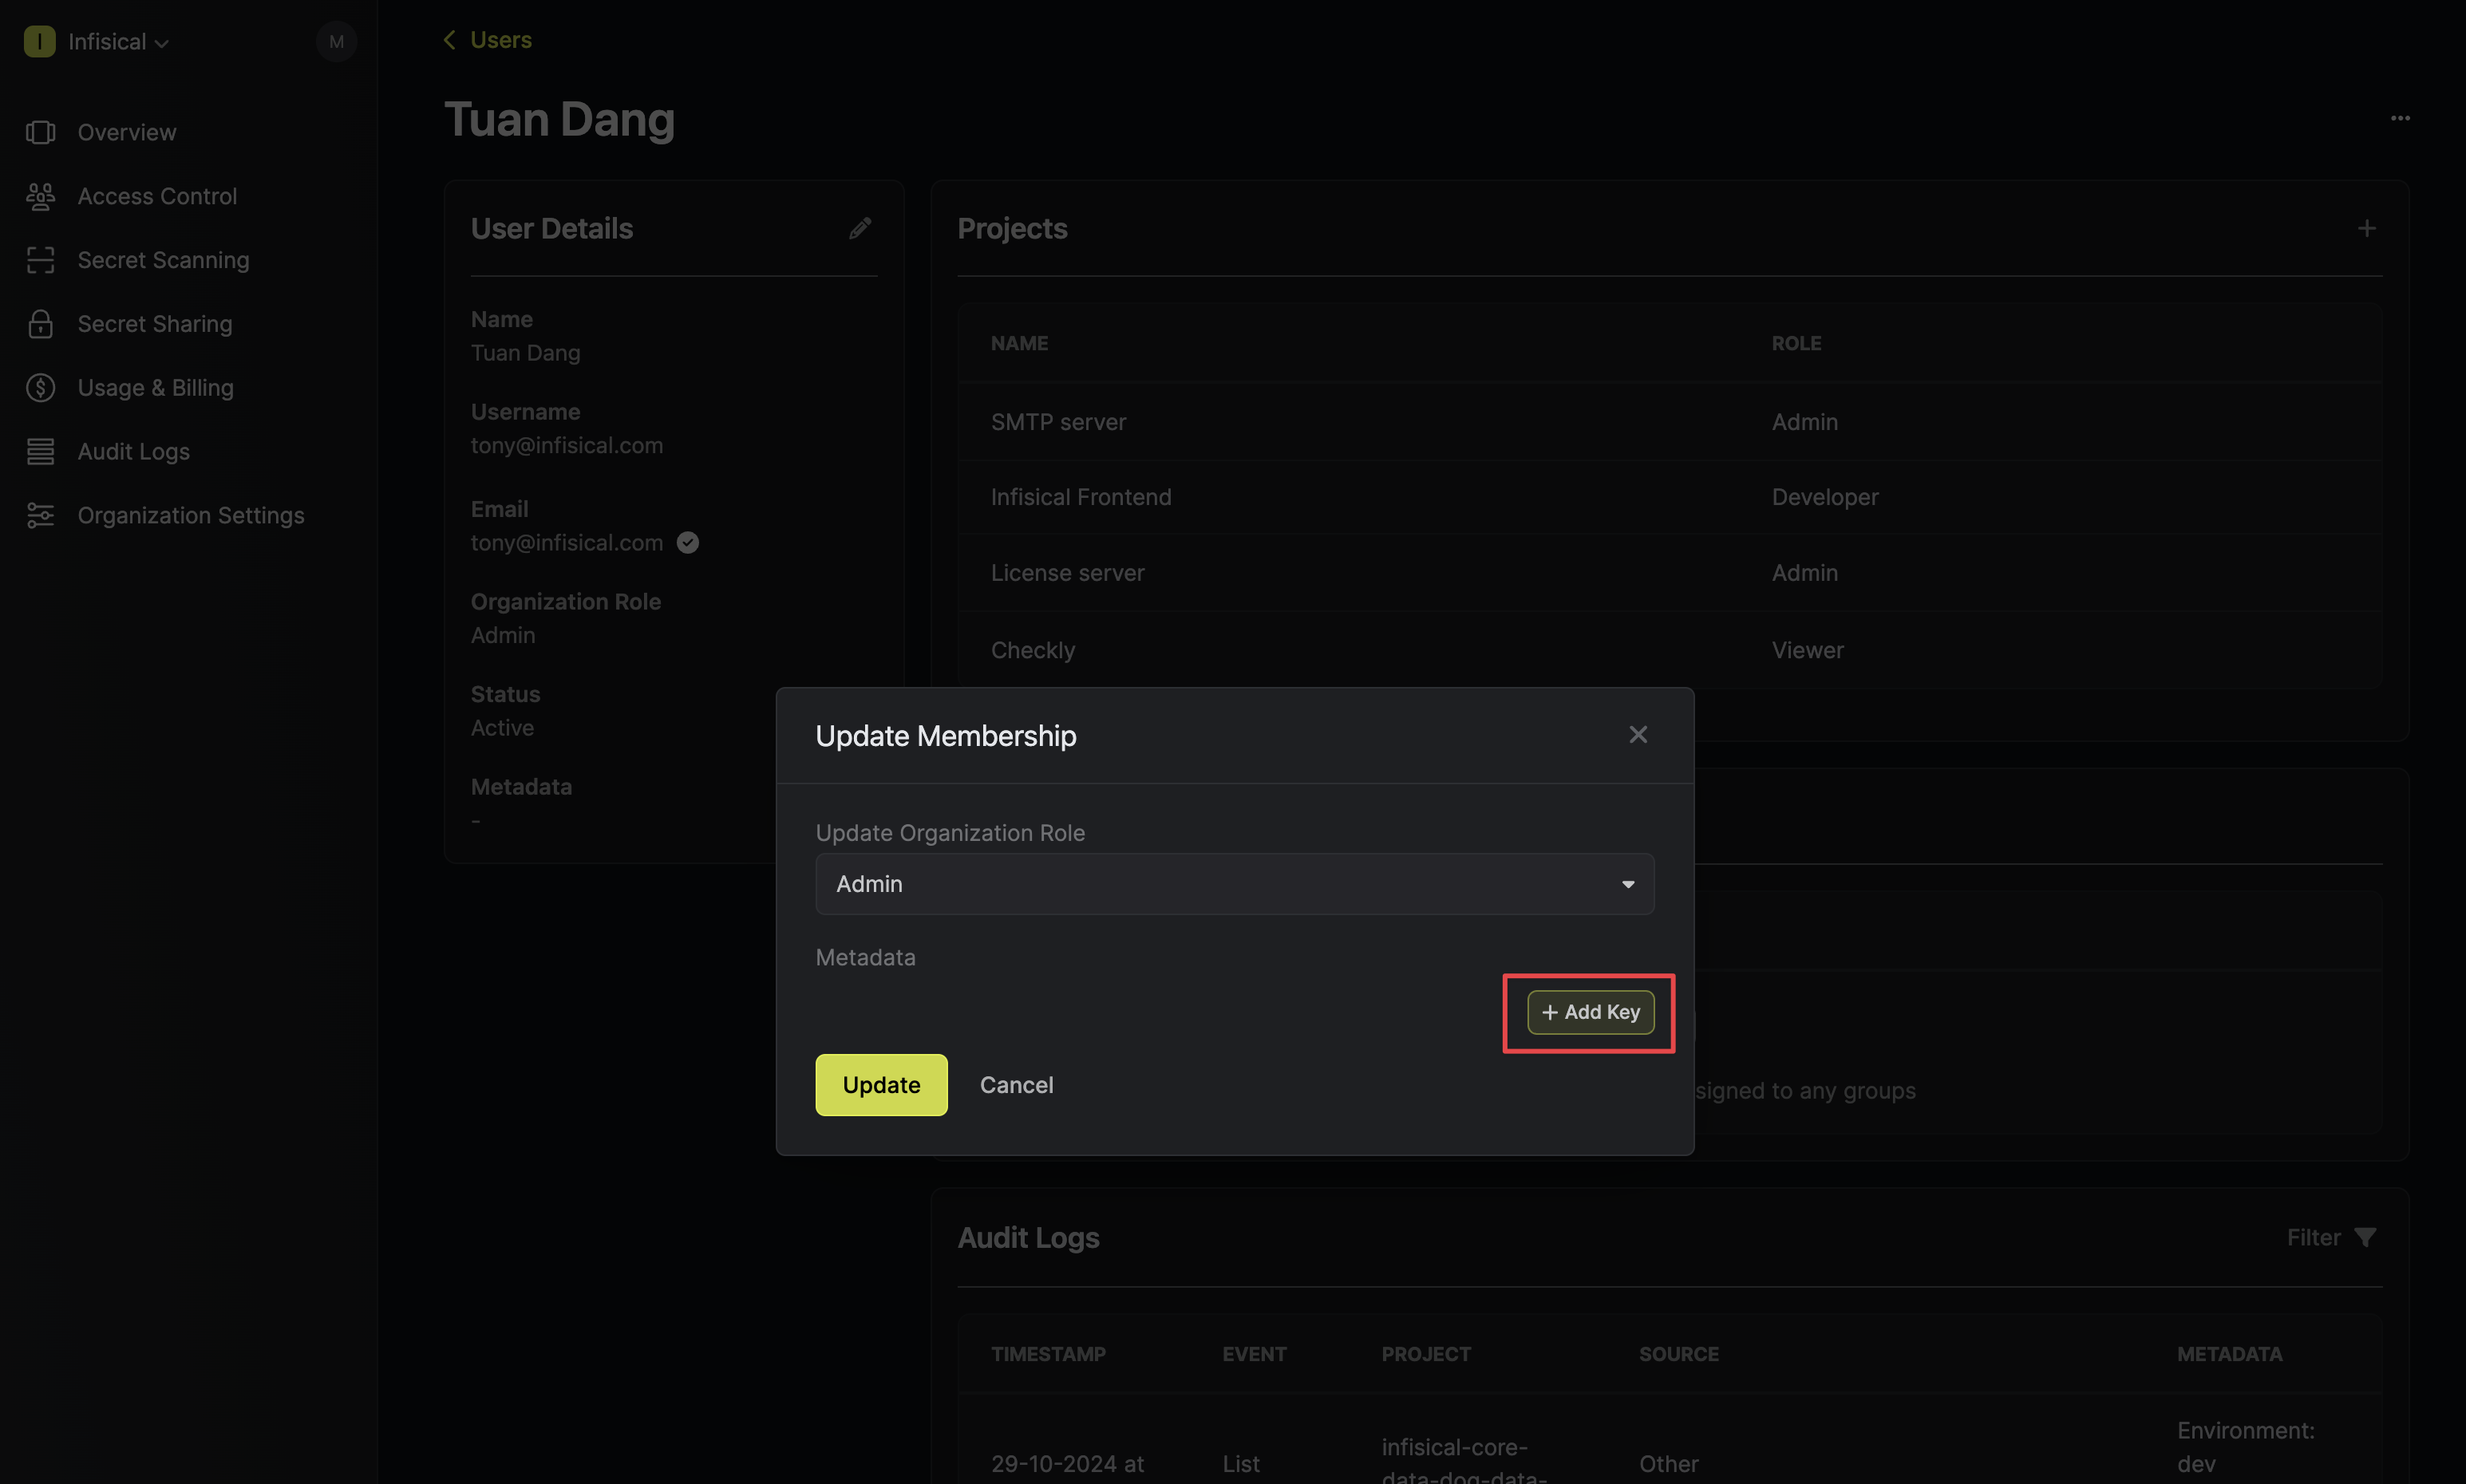 I Infisical M
Overview
Access Control
Secret Scanning
Secret Sharing
Usage & Billing
Audit Logs
Organization Settings
Users
Tuan Dang
User Details
Name
Tuan Dang
Username
tony@infisical.com
Email
tony@infisical.com
Organization Role
Admin
Status
Active
Metadata
-
Projects
NAME ROLE
SMTP server Admin
Infisical Frontend Developer
License server Admin
Checkly Viewer
Update Membership
Update Organization Role
Admin
Metadata
+ Add Key
Update Cancel
signed to any groups
Audit Logs Filter
TIMESTAMP EVENT PROJECT SOURCE METADATA
Environment:
infisical-core-
29-10-2024 at List Other dev
data-dog-data-